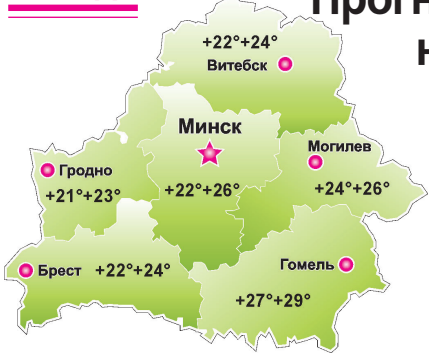 +22°+24°
Витебск
Минск
+22°+26°
Могилев
+24°+26°
Гродно
+21°+23°
Брест +22°+24°
Гомель
+27°+29°